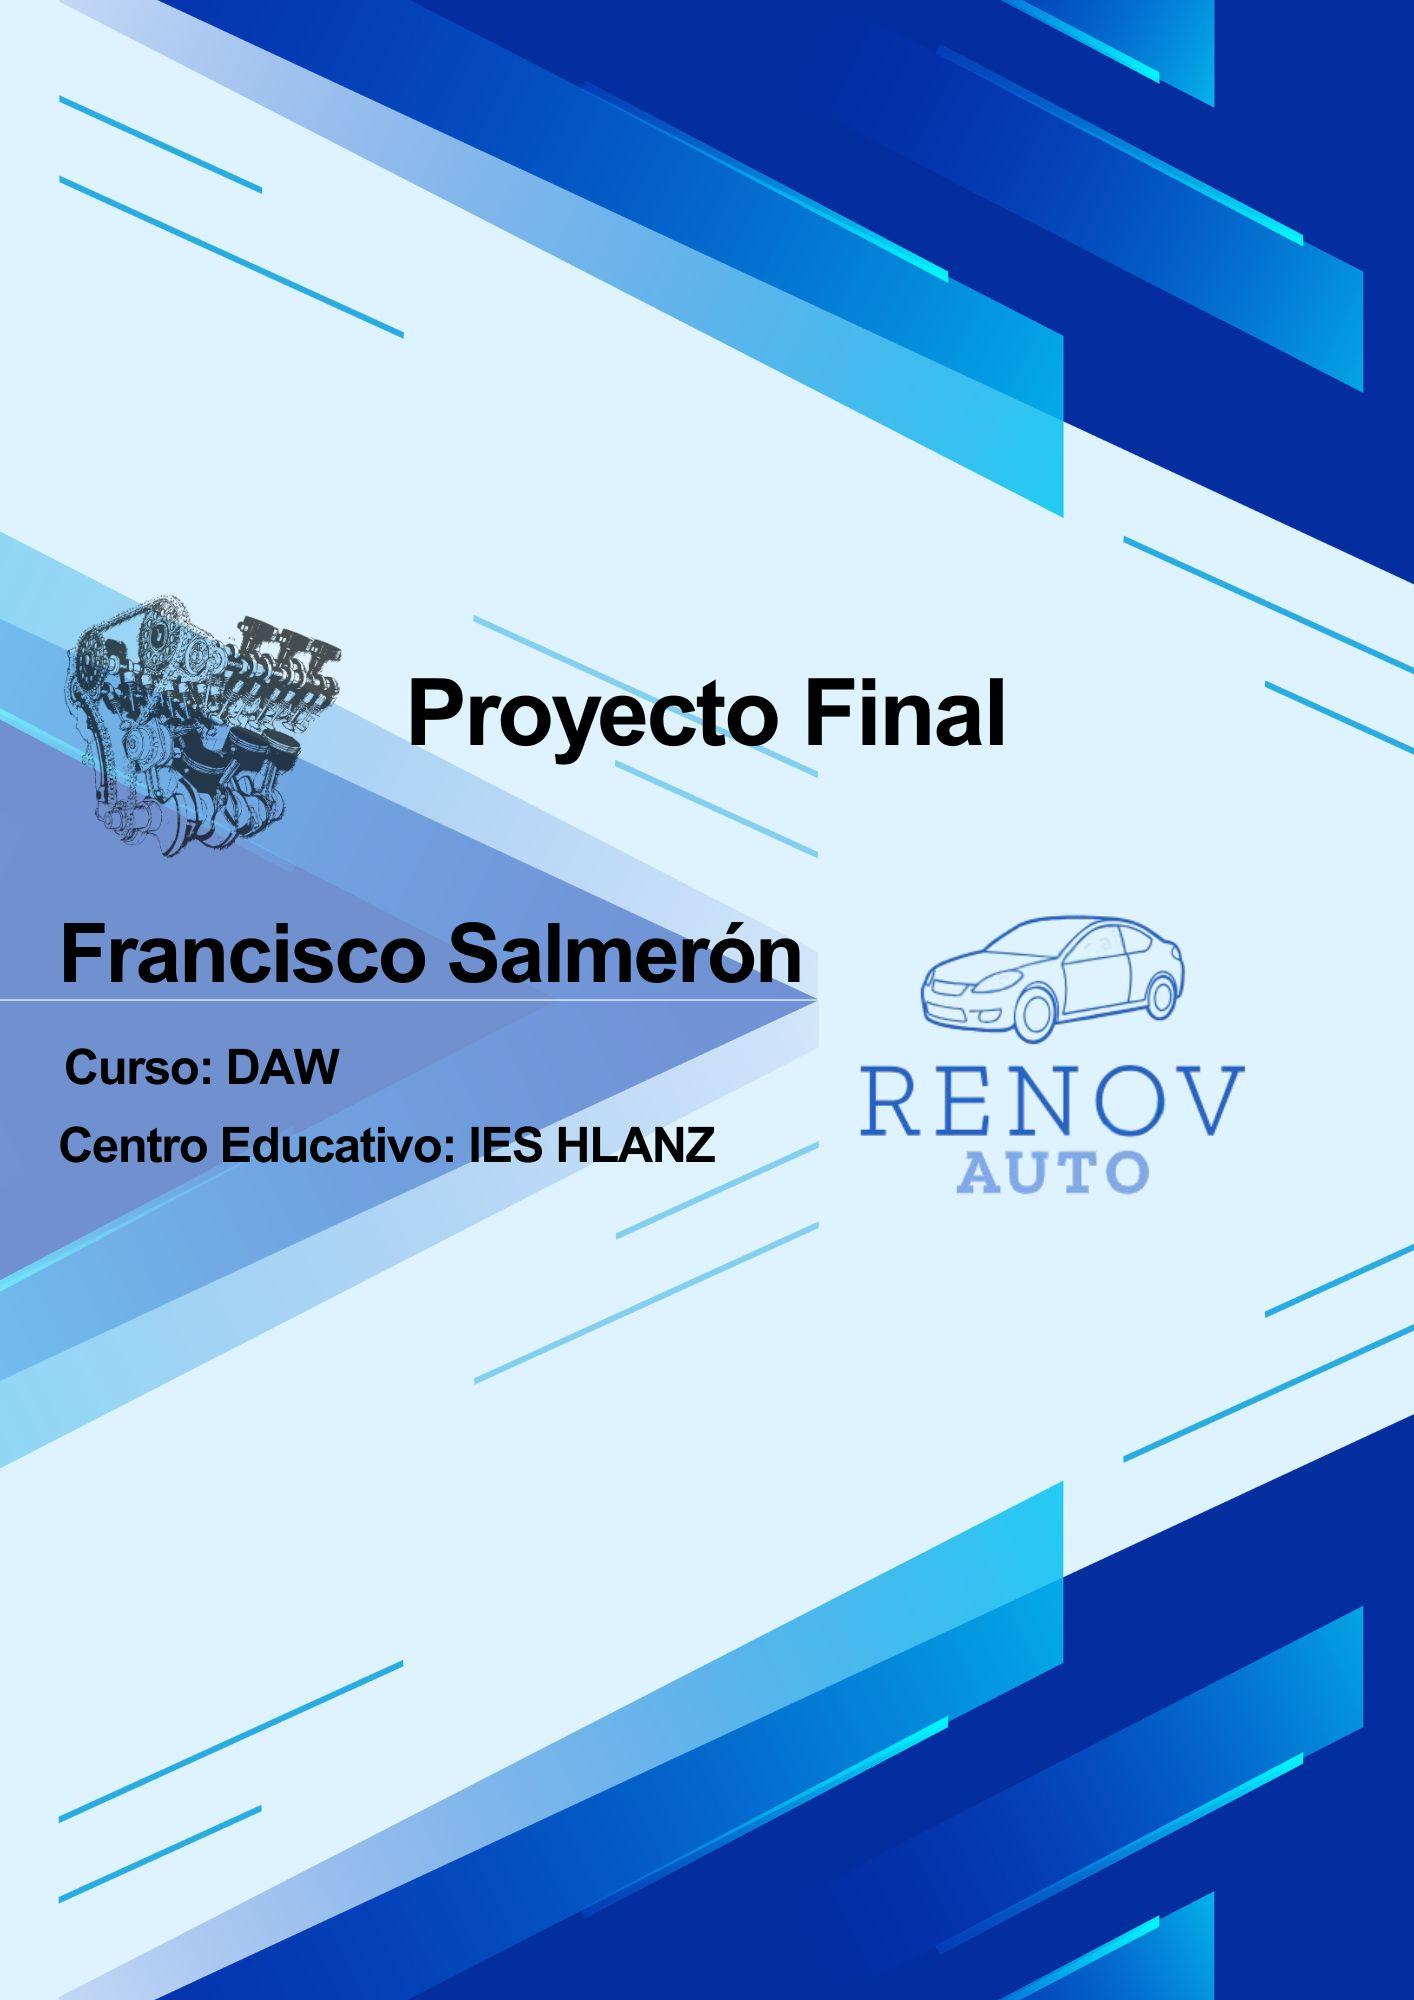 Proyecto Final
Francisco Salmerón
Curso: DAW
Centro Educativo: IES HLANZ
RENOV
AUTO